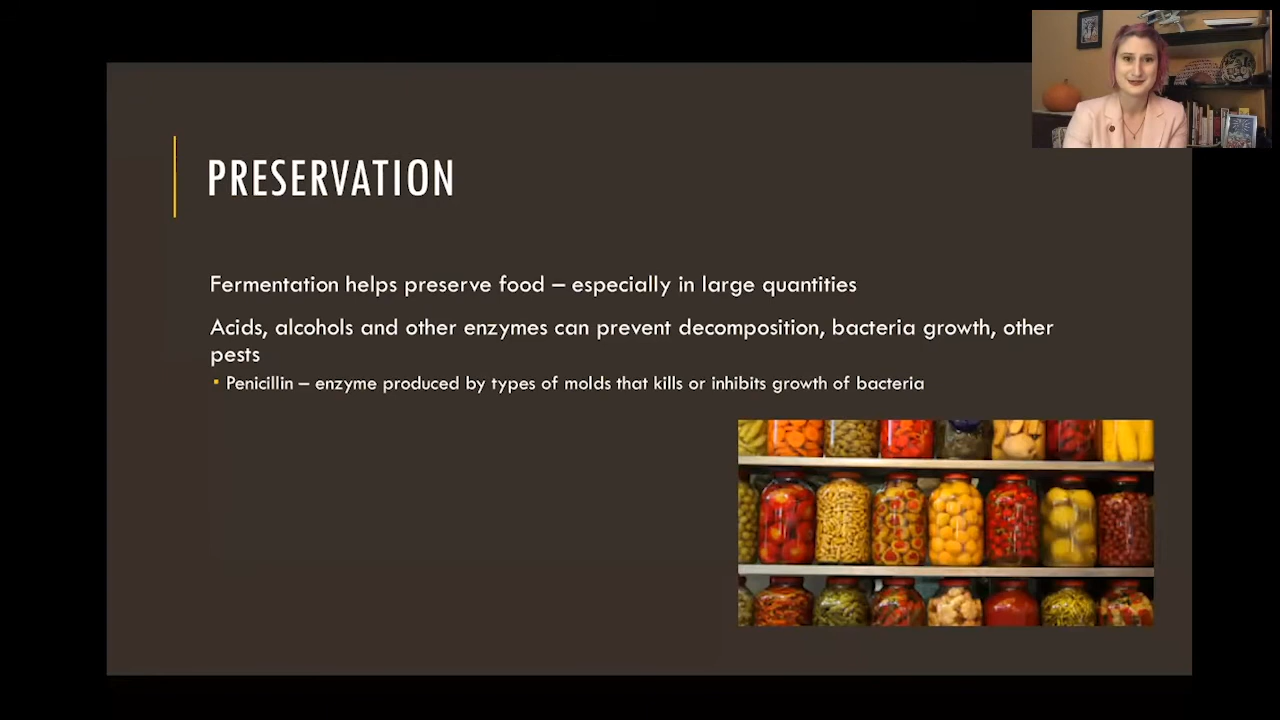 PRESERVATION
Fermentation helps preserve food – especially in large quantities
Acids, alcohols and other enzymes can prevent decomposition, bacteria growth, other
pests
▪ Penicillin – enzyme produced by types of molds that kills or inhibits growth of bacteria